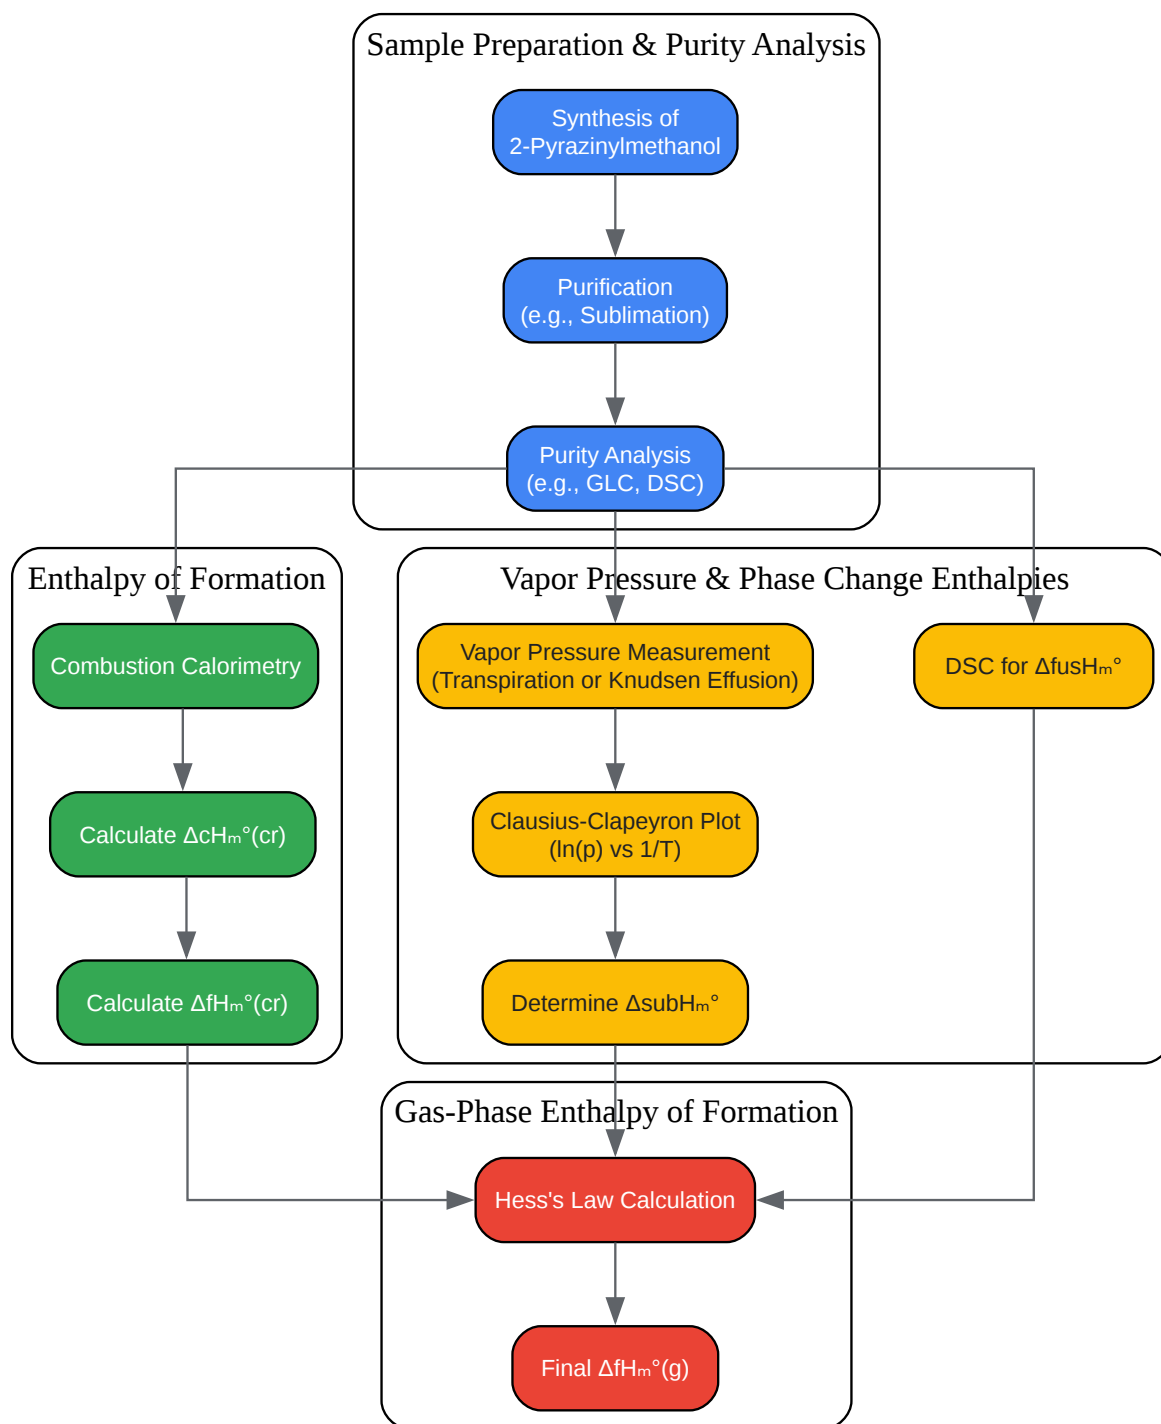 Sample Preparation & Purity Analysis
Synthesis of
2-Pyrazinylmethanol
Purification
(e.g., Sublimation)
Purity Analysis
(e.g., GLC, DSC)
Enthalpy of Formation
Combustion Calorimetry
Calculate ΔcHₘ°(cr)
Calculate ΔfHₘ°(cr)
Vapor Pressure & Phase Change Enthalpies
Vapor Pressure Measurement
(Transpiration or Knudsen Effusion)
DSC for ΔfusHₘ°
Clausius-Clapeyron Plot
(ln(p) vs 1/T)
Determine ΔsubHₘ°
Gas-Phase Enthalpy of Formation
Hess's Law Calculation
Final ΔfHₘ°(g)